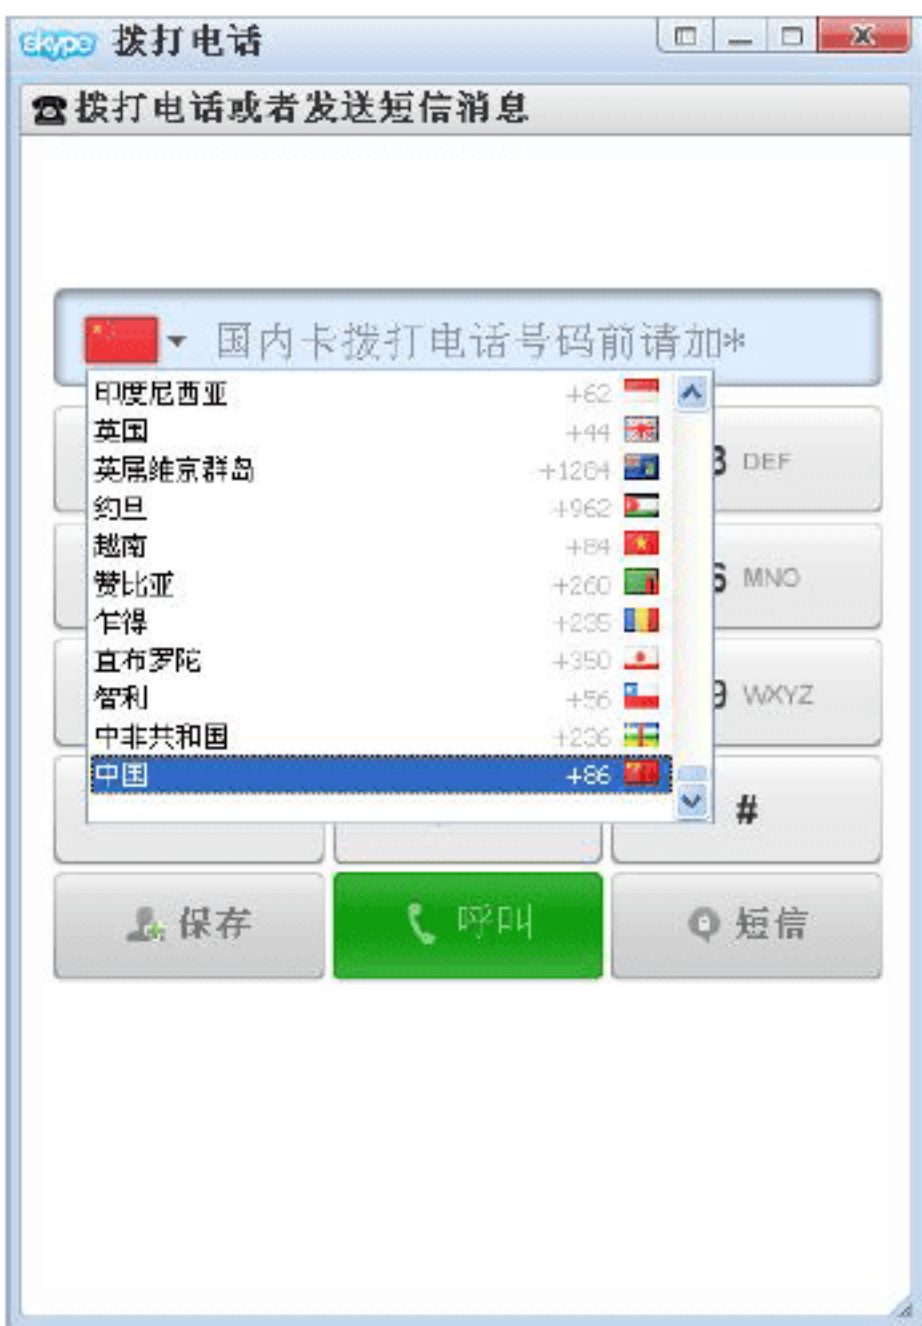 skype 拨打电话
拨打电话或者发送短信消息
国内卡拨打电话号码前请加*
印度尼西亚 +62
英国 +44
英属维京群岛 +1284
约旦 +962
越南 +84
赞比亚 +260
乍得 +235
直布罗陀 +350
智利 +56
中非共和国 +236
中国 +86
DEF
MNO
WXYZ
#
保存 呼叫 短信